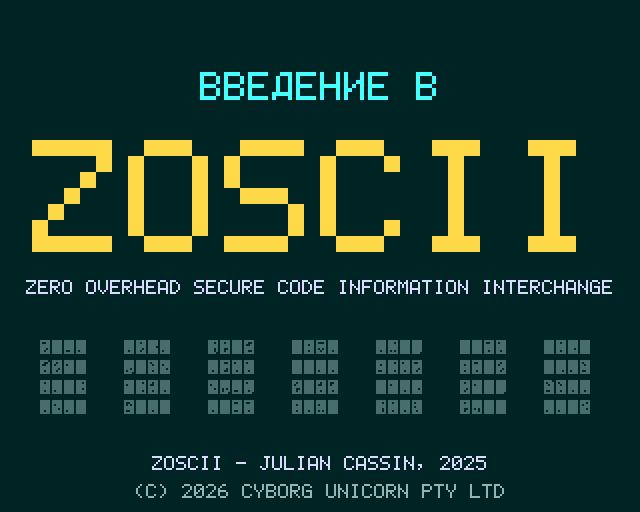 ВВЕДЕНИЕ В
ZOSCII
ZERO OVERHEAD SECURE CODE INFORMATION INTERCHANGE
ZOSCII - JULIAN CASSIN, 2025
(C) 2026 CYBORG UNICORN PTY LTD